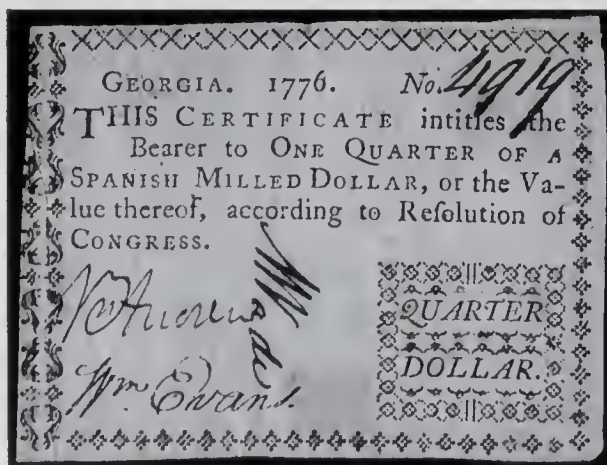 GEORGIA. 1776. No. 4919
THIS CERTIFICATE intitles the
Bearer to ONE QUARTER OF A
SPANISH MILLED DOLLAR, or the Va-
lue thereof, according to Reſolution of
CONGRESS.
Wade
QUARTER
DOLLAR.
Wm Evans.